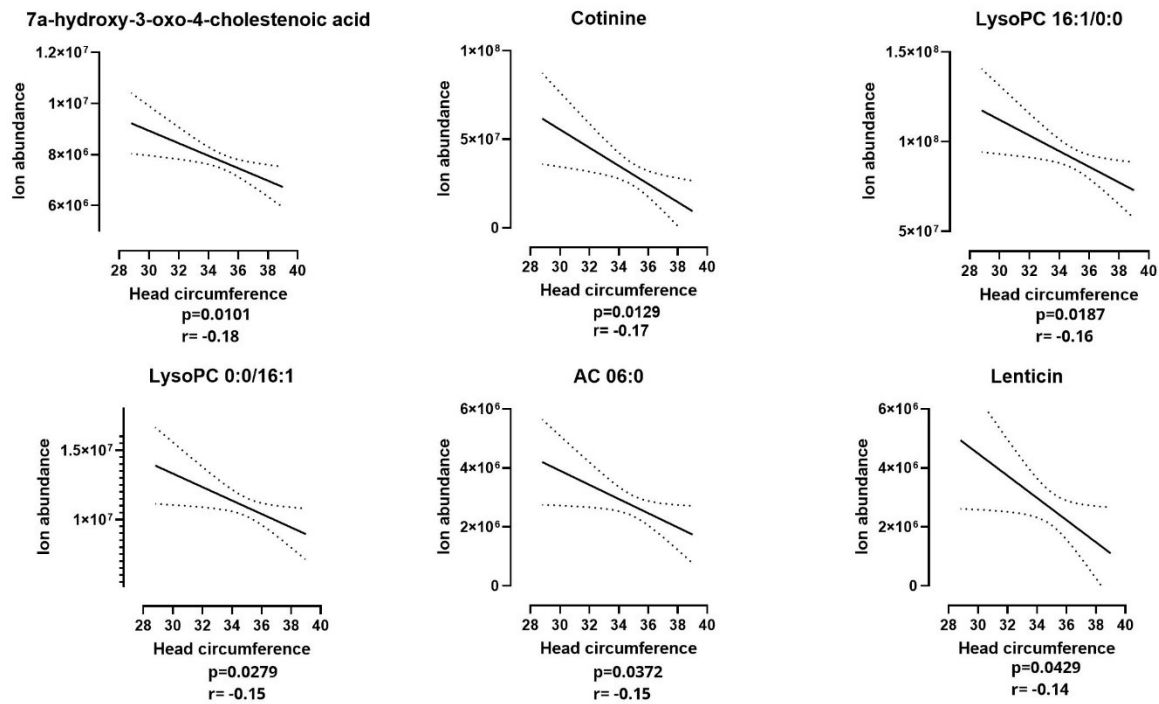 7a-hydroxy-3-oxo-4-cholestenoic acid
Ion abundance
1.2×10⁷
1×10⁷
8×10⁶
6×10⁶
28 30 32 34 36 38 40
Head circumference
p=0.0101
r= -0.18
Cotinine
Ion abundance
1×10⁸
5×10⁷
0
28 30 32 34 36 38 40
Head circumference
p=0.0129
r= -0.17
LysoPC 16:1/0:0
Ion abundance
1.5×10⁸
1×10⁸
5×10⁷
28 30 32 34 36 38 40
Head circumference
p=0.0187
r= -0.16
LysoPC 0:0/16:1
Ion abundance
1.5×10⁷
1×10⁷
28 30 32 34 36 38 40
Head circumference
p=0.0279
r= -0.15
AC 06:0
Ion abundance
6×10⁶
4×10⁶
2×10⁶
0
28 30 32 34 36 38 40
Head circumference
p=0.0372
r= -0.15
Lenticin
Ion abundance
6×10⁶
4×10⁶
2×10⁶
0
28 30 32 34 36 38 40
Head circumference
p=0.0429
r= -0.14